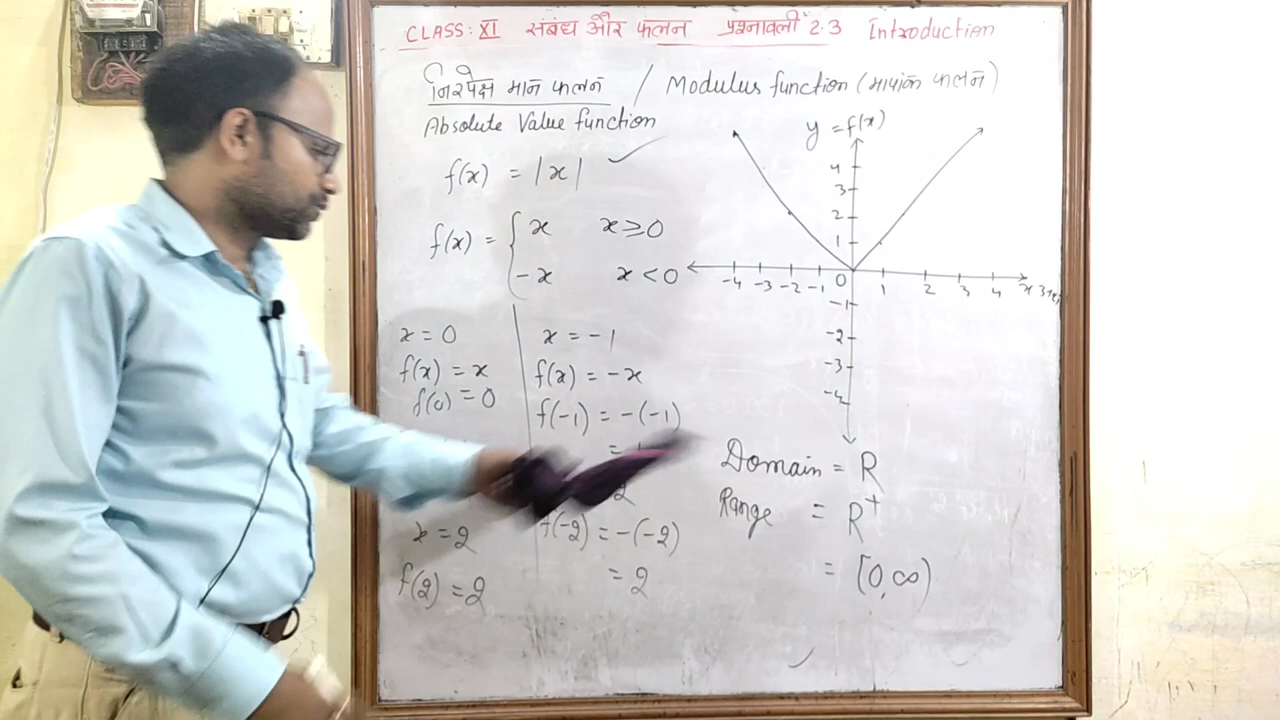 CLASS: XI संबंध और फलन प्रश्नावली 2.3 Introduction
निरपेक्ष मान फलन / Modulus function (मापांक फलन)
Absolute Value function
f(x) = |x|
f(x) = { x x ≥ 0
-x x < 0
x = 0
f(x) = x
f(0) = 0
x = 2
f(2) = 2
x = -1
f(x) = -x
f(-1) = -(-1)
= 1
2
f(-2) = -(-2)
= 2
y = f(x)
4
3
2
1
-4 -3 -2 -1 0 1 2 3 4 x
-1
-2
-3
-4
Domain = R
Range = R+
= [0,∞)